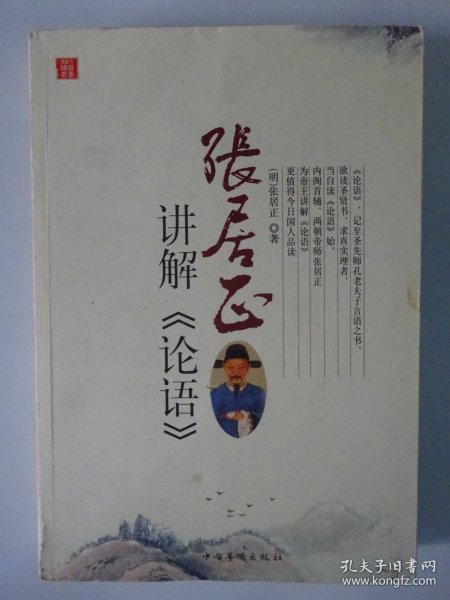 張居正
讲解《论语》
(明)张居正 ◎著
《论语》,记至圣先师孔老夫子言语之书,
欲读圣贤书,求真实理者,
当自读《论语》始。
内阁首辅、两朝帝师张居正
为帝王讲解《论语》
更值得今日国人品读
中国华侨出版社
孔夫子旧书网
www.kongfz.com